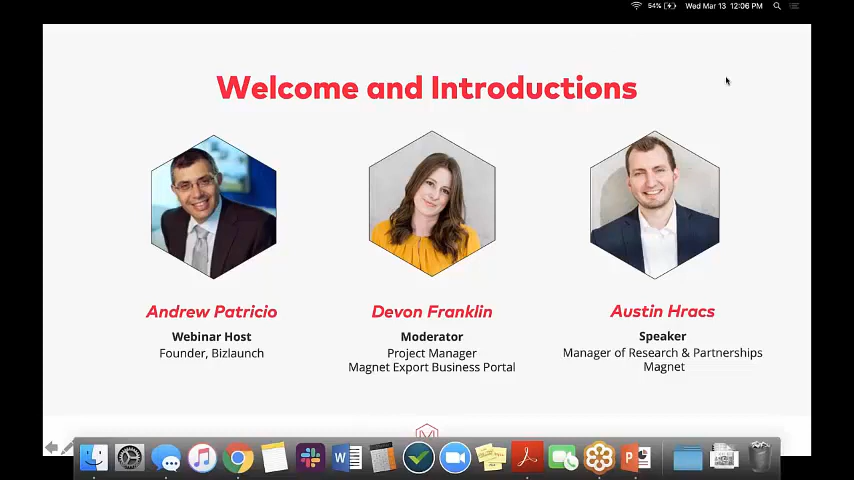 54% Wed Mar 13 12:06 PM
Welcome and Introductions
Andrew Patricio
Webinar Host
Founder, Bizlaunch
Devon Franklin
Moderator
Project Manager
Magnet Export Business Portal
Austin Hracs
Speaker
Manager of Research & Partnerships
Magnet